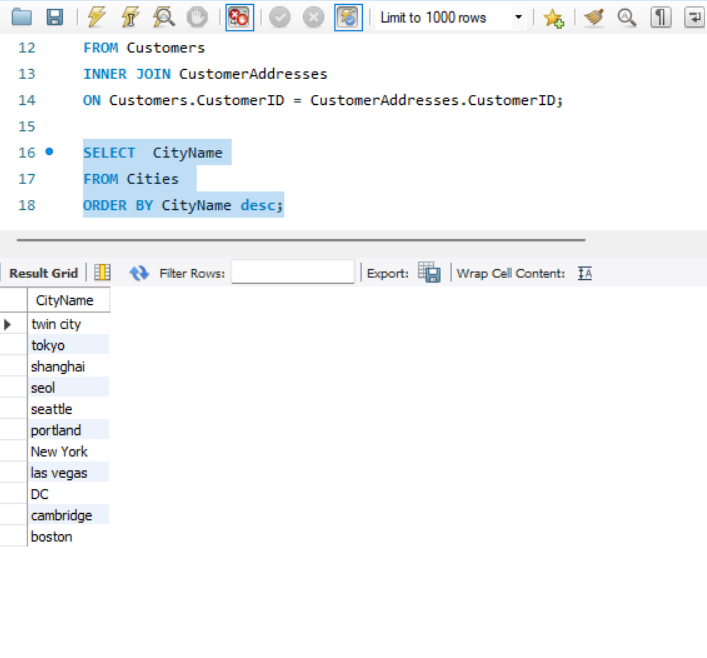 Limit to 1000 rows
12 FROM Customers
13 INNER JOIN CustomerAddresses
14 ON Customers.CustomerID = CustomerAddresses.CustomerID;
15
16 SELECT CityName
17 FROM Cities
18 ORDER BY CityName desc;
Result Grid Filter Rows: Export: Wrap Cell Content: IA
CityName
twin city
tokyo
shanghai
seol
seattle
portland
New York
las vegas
DC
cambridge
boston